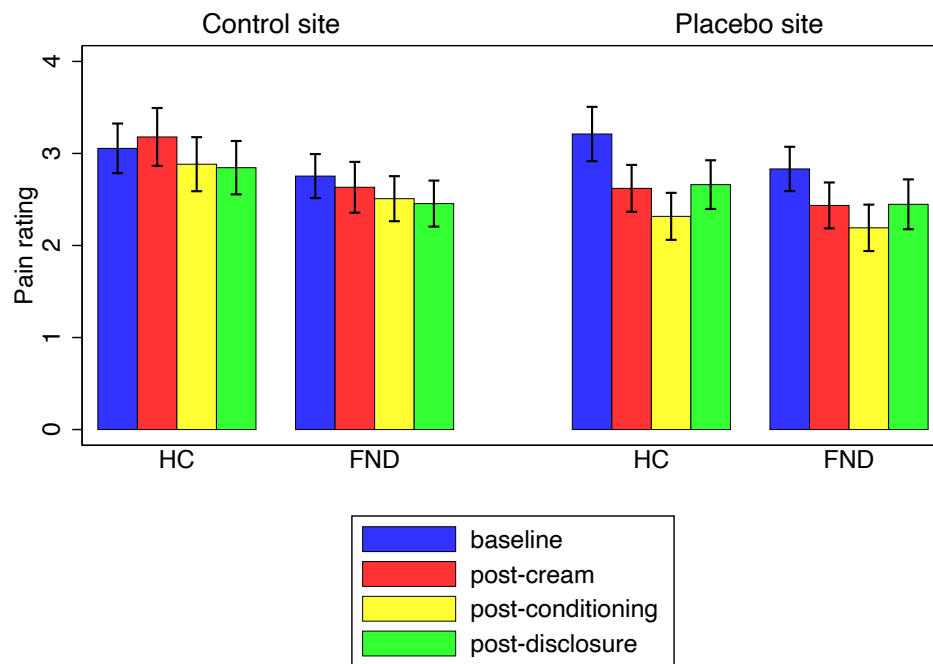 Control site
Placebo site
Pain rating
4
3
2
1
0
HC
FND
HC
FND
baseline
post-cream
post-conditioning
post-disclosure